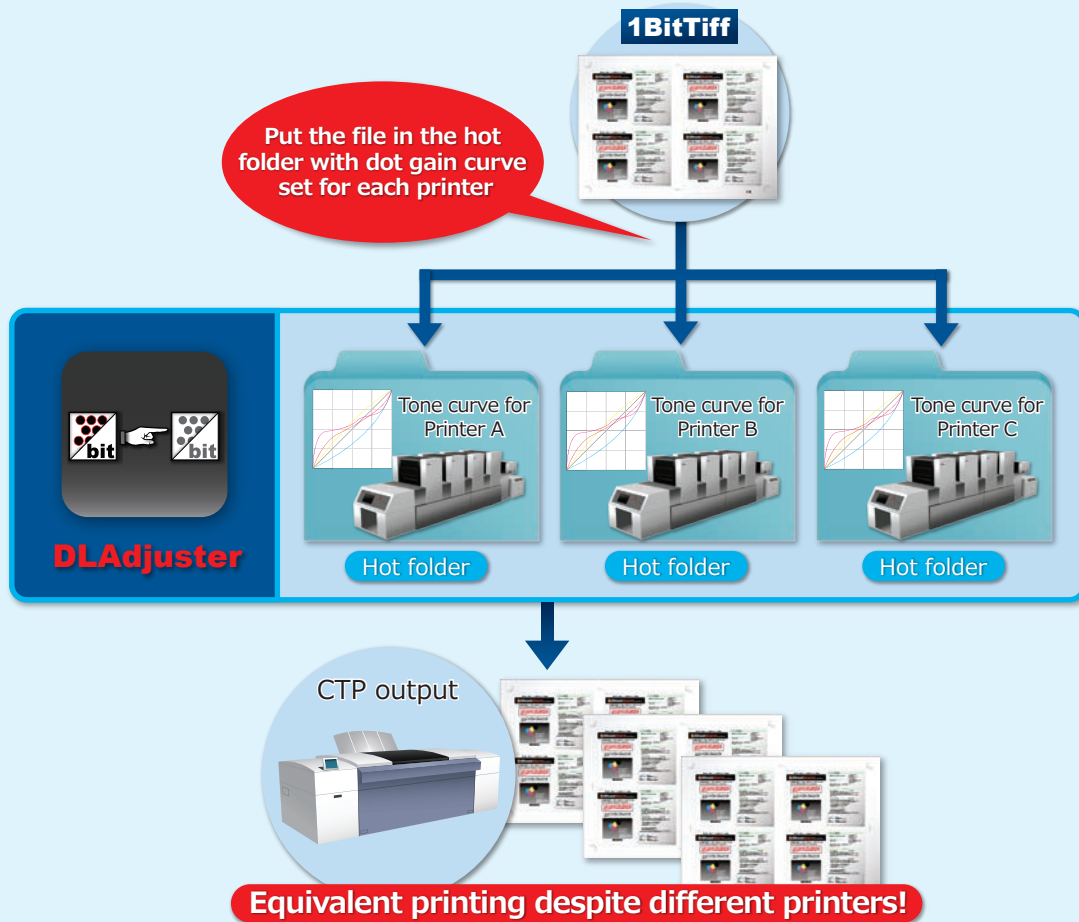 1BitTiff
Put the file in the hot
folder with dot gain curve
set for each printer
bit
bit
DLAdjuster
Tone curve for
Printer A
Hot folder
Tone curve for
Printer B
Hot folder
Tone curve for
Printer C
Hot folder
CTP output
Equivalent printing despite different printers!